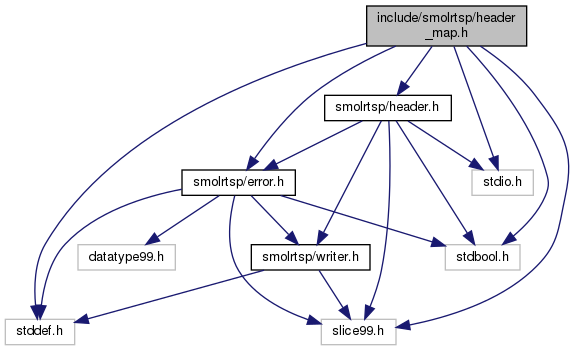 include/smolrtsp/header
_map.h
smolrtsp/header.h
smolrtsp/error.h
stdio.h
datatype99.h
smolrtsp/writer.h
stdbool.h
stddef.h
slice99.h